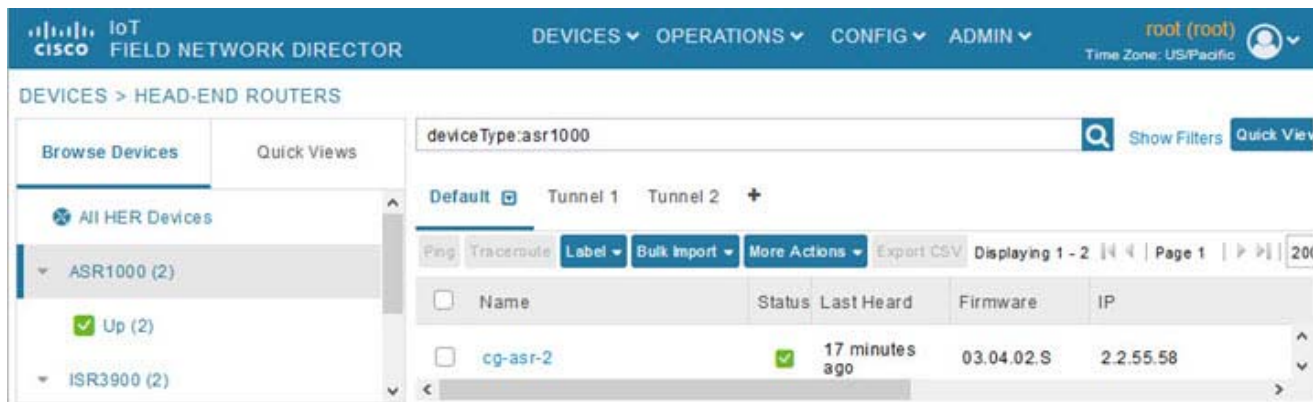 IoT
CISCO FIELD NETWORK DIRECTOR
DEVICES OPERATIONS CONFIG ADMIN
root (root)
Time Zone: US/Pacific
DEVICES > HEAD-END ROUTERS
Browse Devices Quick Views
deviceType:asr1000
Show Filters Quick View
All HER Devices
Default Tunnel 1 Tunnel 2 +
ASR1000 (2)
Ping Traceroute Label Bulk Import More Actions Export CSV Displaying 1 - 2 Page 1 200
Name Status Last Heard Firmware IP
Up (2)
cg-asr-2 17 minutes ago 03.04.02.S 2.2.55.58
ISR3900 (2)